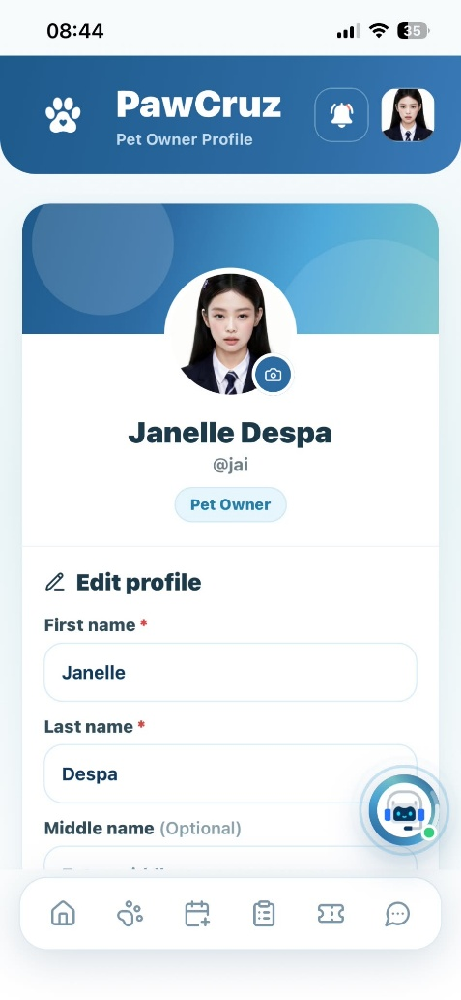 08:44
35
PawCruz
Pet Owner Profile
Janelle Despa
@jai
Pet Owner
Edit profile
First name *
Janelle
Last name *
Despa
Middle name (Optional)